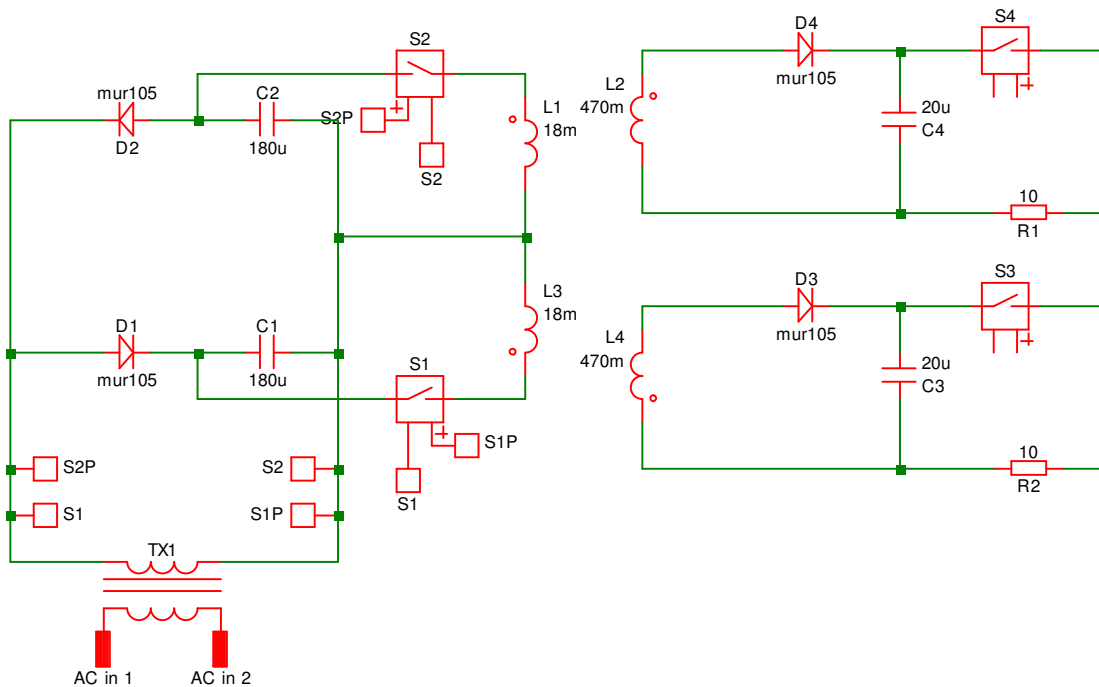 S2
S4
D4
mur105
L2
470m
mur105
C2
S2P
L1
18m
20u
C4
D2
180u
S2
10
R1
L3
18m
D3
S3
mur105
D1
C1
L4
470m
mur105
180u
S1
20u
C3
S1P
S2P
S2
10
S1
R2
S1
S1P
TX1
AC in 1
AC in 2